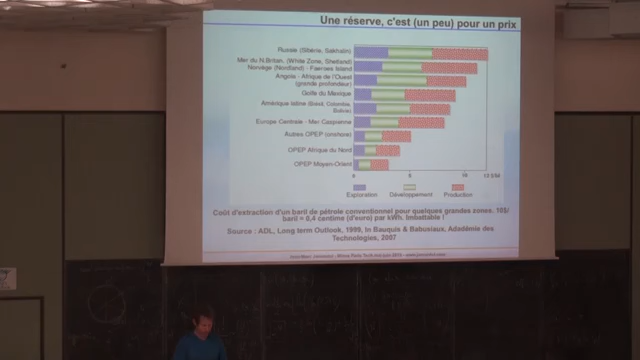 Une réserve, c'est (un peu) pour un prix
Russie (Sibérie, Sakhalin)
Mer du N.Britan. (White Zone, Shetland)
Norvège (Nordland) - Faeroes Island
Angola - Afrique de l'Ouest
(grande profondeur)
Golfe du Mexique
Amérique latine (Brésil, Colombie,
Europe Centrale - Mer Caspienne
Autres OPEP (onshore)
OPEP Afrique du Nord
OPEP Moyen-Orient
0 5 10
Exploration Développement Production
Coût d'extraction d'un baril de pétrole conventionnel pour quelques grandes zones. 10$/
baril = 0,4 centime (d'euro) par kWh. Imbattable !
Source : ADL, Long term Outlook, 1999, in Bauquis & Babusiaux, Adadémie des
Technologies, 2007